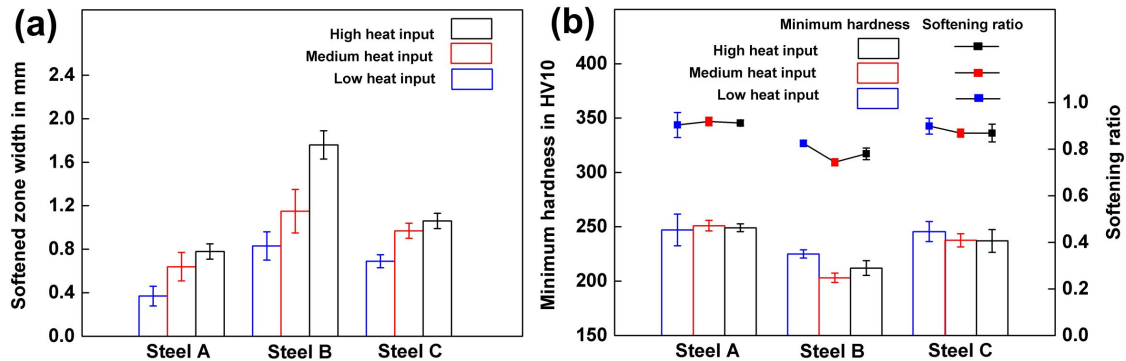 (a)
Softened zone width in mm
2.4
2.0
1.6
1.2
0.8
0.4
0.0
High heat input
Medium heat input
Low heat input
Steel A
Steel B
Steel C
(b)
Minimum hardness in HV10
400
350
300
250
200
150
Minimum hardness
Softening ratio
High heat input
Medium heat input
Low heat input
1.0
0.8
0.6
0.4
0.2
0.0
Softening ratio
Steel A
Steel B
Steel C